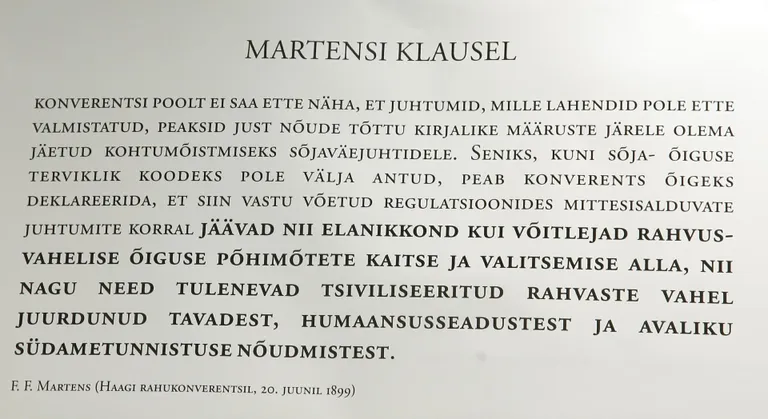 MARTENSI KLAUSEL
KONVERENTSI POOLT EI SAA ETTE NÄHA, ET JUHTUMID, MILLE LAHENDID POLE ETTE
VALMISTATUD, PEAKSID JUST NÕUDE TÕTTU KIRJALIKE MÄÄRUSTE JÄRELE OLEMA
JÄETUD KOHTUMÕISTMISEKS SÕJAVÄEJUHTIDELE. SENIKS, KUNI SÕJA- ÕIGUSE
TERVIKLIK KOODEKS POLE VÄLJA ANTUD, PEAB KONVERENTS ÕIGEKS
DEKLAREERIDA, ET SIIN VASTU VÕETUD REGULATSIOONIDES MITTESISALDUVATE
JUHTUMITE KORRAL JÄÄVAD NII ELANIKKOND KUI VÕITLEJAD RAHVUS-
VAHELISE ÕIGUSE PÕHIMÕTETE KAITSE JA VALITSEMISE ALLA, NII
NAGU NEED TULENEVAD TSIVILISEERITUD RAHVASTE VAHEL
JUURDUNUD TAVADEST, HUMAANSUSSEADUSTEST JA AVALIKU
SÜDAMETUNNISTUSE NÕUDMISTEST.
F. F. MARTENS (HAAGI RAHUKONVERENTSIL, 20. JUUNIL 1899)